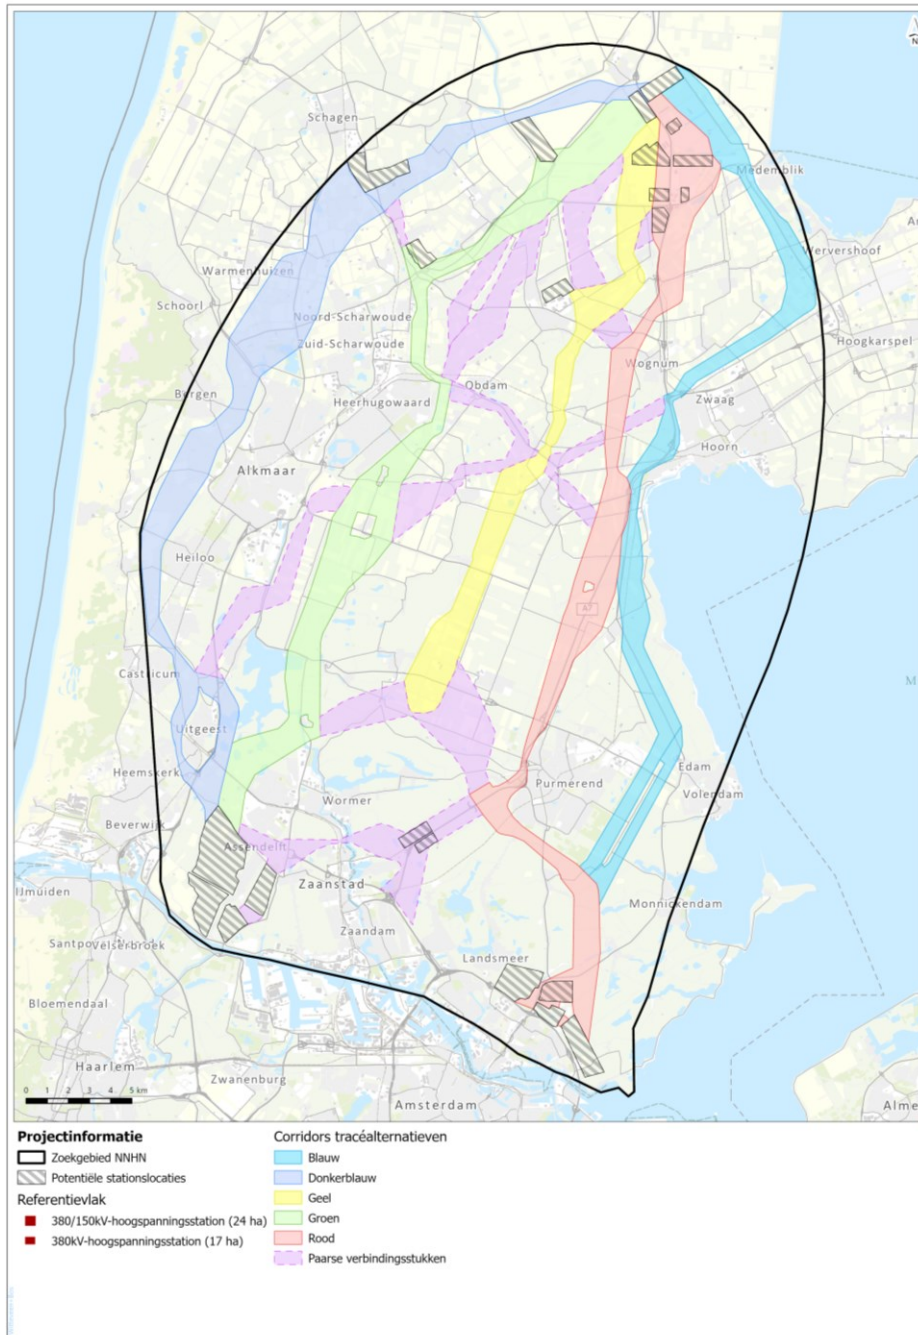 N
Schagen
Medemblik
An
Wervershoof
Warmenhuizen
Schoorl
Noord-Scharwoude
Zuid-Scharwoude
Hoogkarspel
Wognum
Obdam
Bergen
Heerhugowaard
Zwaag
Hoorn
Alkmaar
Heiloo
A7
Castricum
M
Uitgeest
Edam
Heemskerk
Purmerend
Volendam
Wormer
Beverwijk
Assendelft
IJmuiden
Zaanstad
Monnickendam
Zaandam
Santpo
Velserbroek
Landsmeer
Bloemendaal
Haarlem
0 1 2 3 4 5 km
Zwanenburg
Amsterdam
Alme
Projectinformatie
Zoekgebied NNHN
Potentiële stationslocaties
Referentievlak
380/150kV-hoogspanningsstation (24 ha)
380kV-hoogspanningsstation (17 ha)
Corridors tracéalternatieven
Blauw
Donkerblauw
Geel
Groen
Rood
Paarse verbindingsstukken